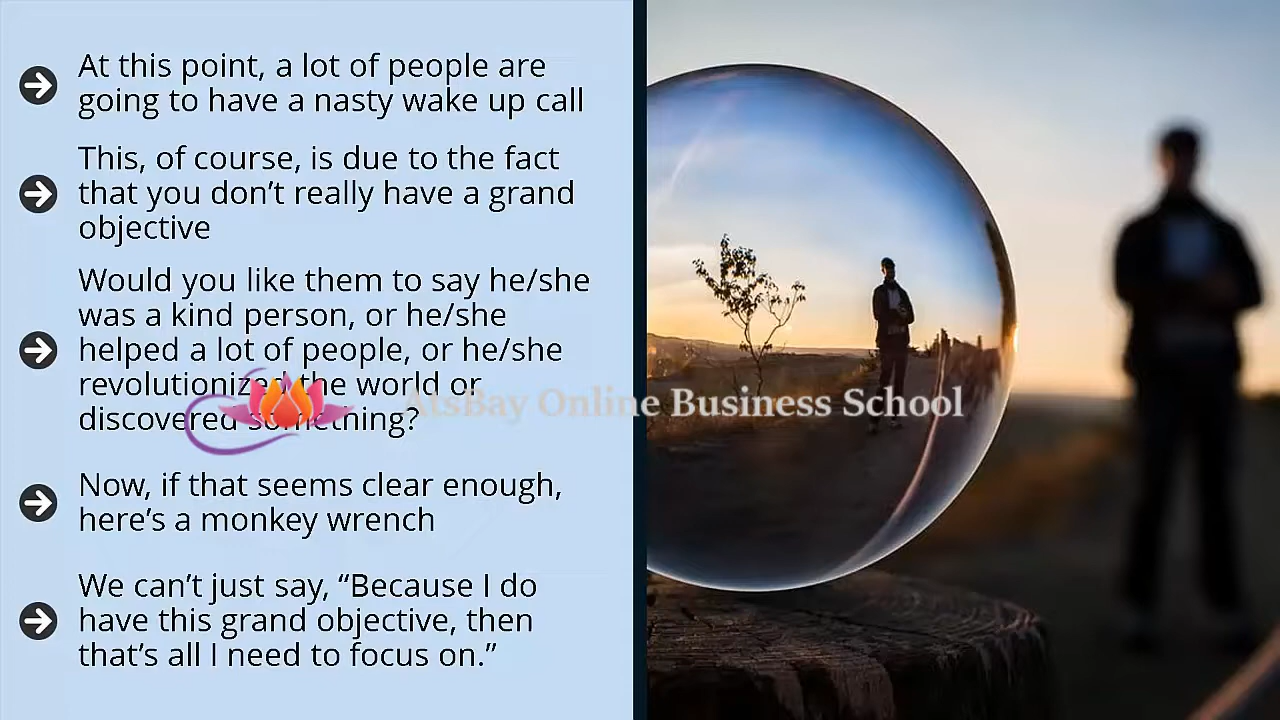 At this point, a lot of people are
going to have a nasty wake up call
This, of course, is due to the fact
that you don’t really have a grand
objective
Would you like them to say he/she
was a kind person, or he/she
helped a lot of people, or he/she
revolutionized the world or
discovered something?
AtsBay Online Business School
Now, if that seems clear enough,
here’s a monkey wrench
We can’t just say, “Because I do
have this grand objective, then
that’s all I need to focus on.”